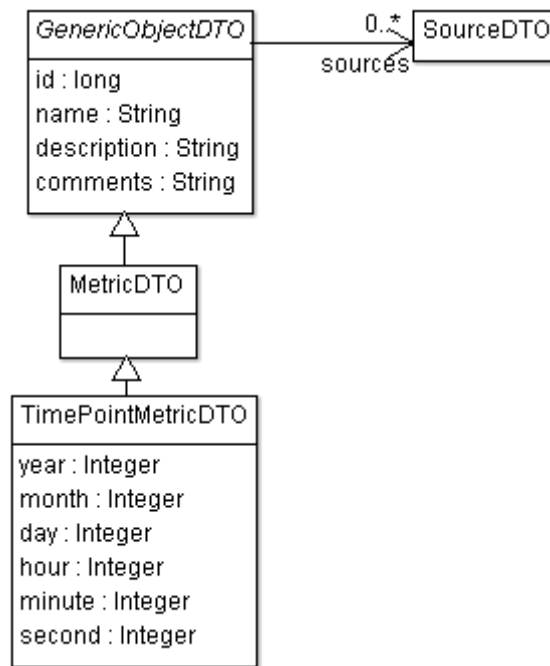 GenericObjectDTO
0..*
SourceDTO
sources
id : long
name : String
description : String
comments : String
MetricDTO
TimePointMetricDTO
year : Integer
month : Integer
day : Integer
hour : Integer
minute : Integer
second : Integer